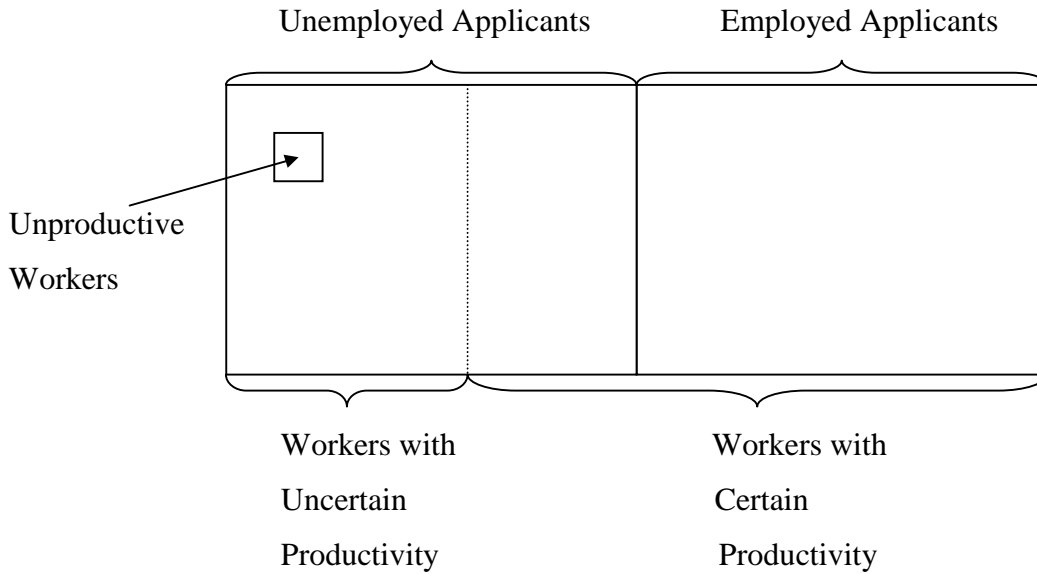 Unemployed Applicants
Employed Applicants
Unproductive
Workers
Workers with
Uncertain
Productivity
Workers with
Certain
Productivity